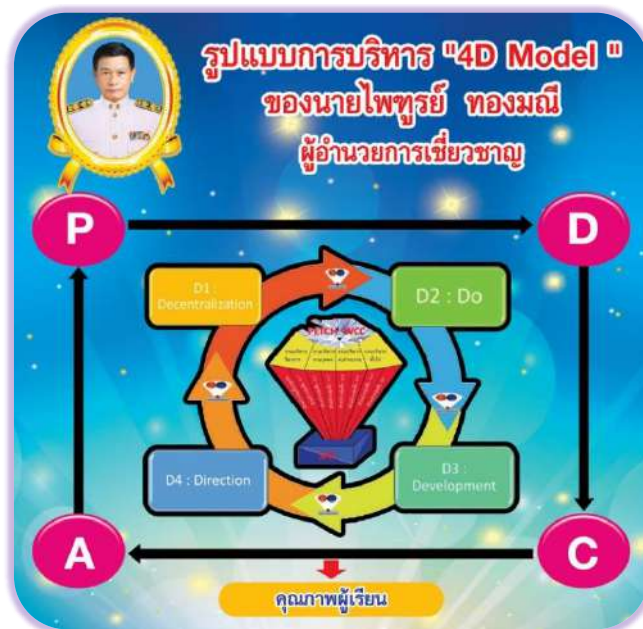 รูปแบบการบริหาร "4D Model "
ของนายไพฑูรย์ ทองมณี
ผู้อำนวยการเชี่ยวชาญ
P
D
D1 :
Decentralization
D2 : Do
PETCH WCC
D4 : Direction
D3 :
Development
A
C
คุณภาพผู้เรียน